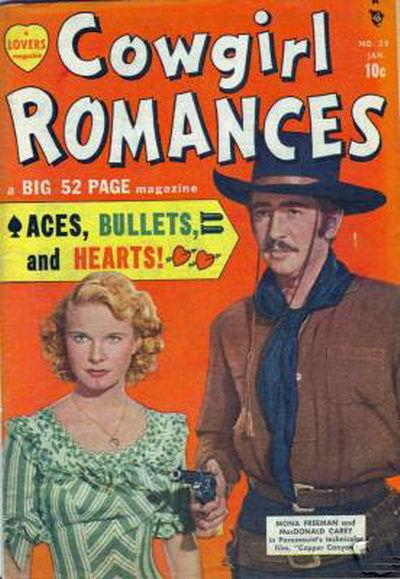 A
LOVERS
magazine
Cowgirl
ROMANCES
NO. 28
JAN.
10c
a BIG 52 PAGE magazine
♠ACES, BULLETS,
and HEARTS!
MONA FREEMAN and
MacDONALD CAREY
in Paramount's technicolor
film, "Copper Canyon"